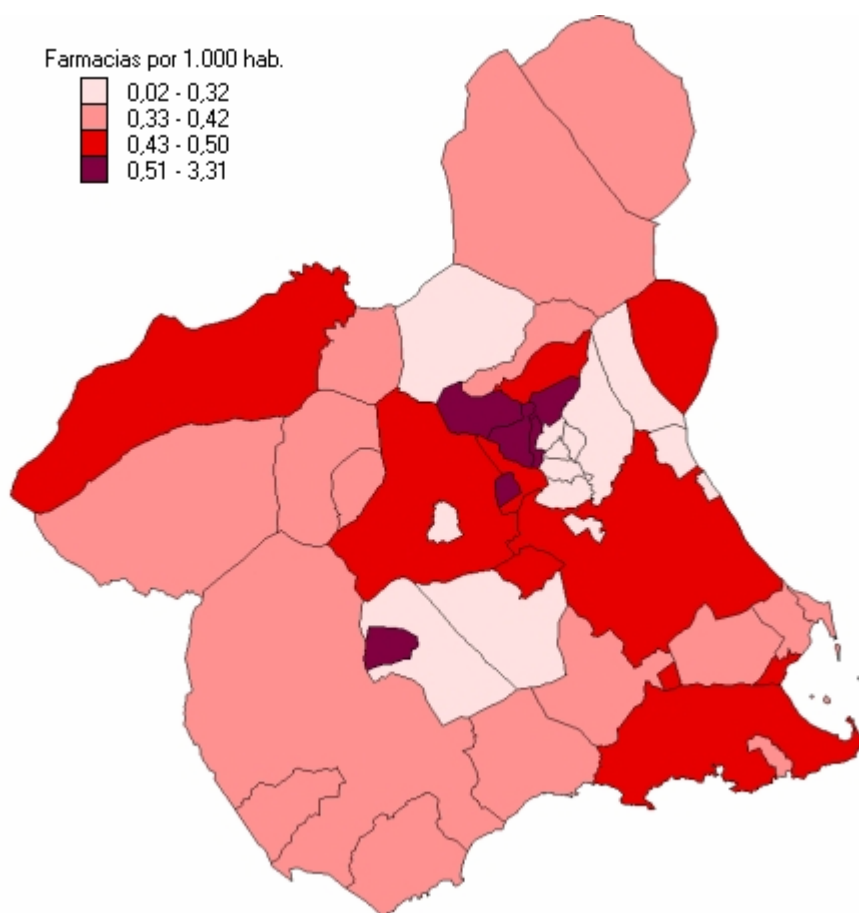 Farmacias por 1.000 hab.
0,02 - 0,32
0,33 - 0,42
0,43 - 0,50
0,51 - 3,31